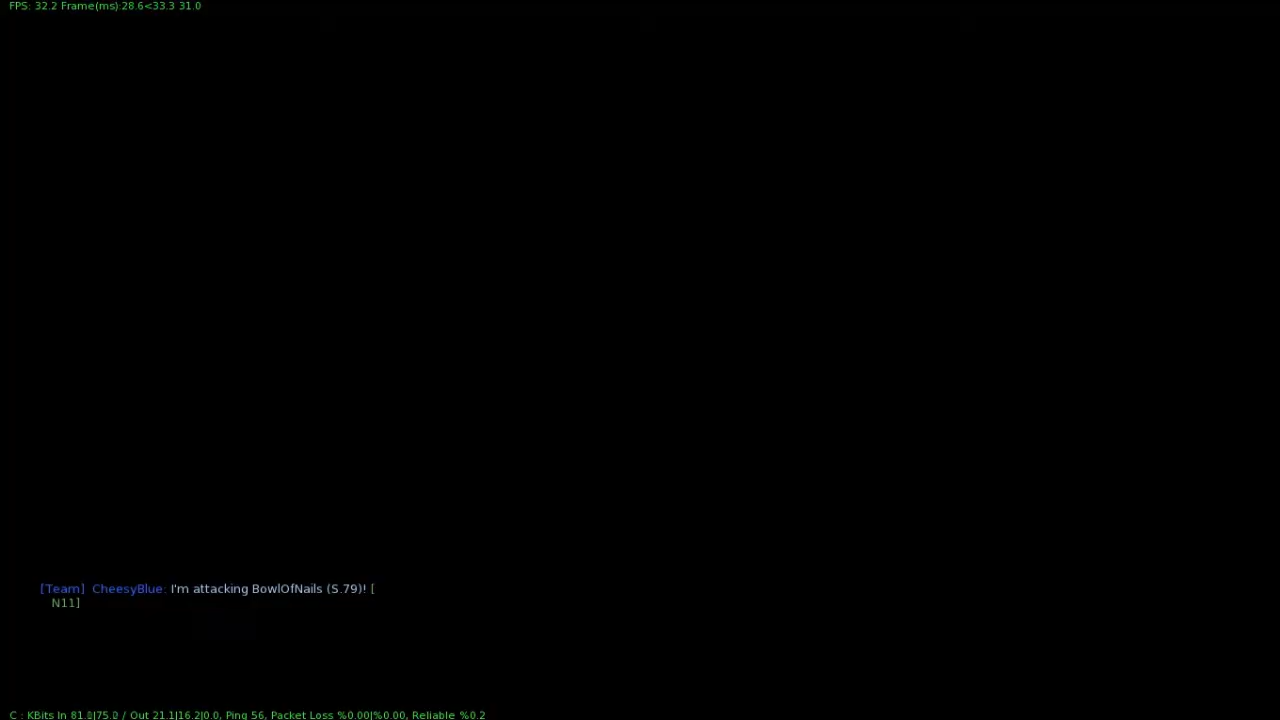 FPS: 32.2 Frame(ms):28.6<33.3 31.0
[Team] CheesyBlue: I'm attacking BowlOfNails (S.79)! [
N11]
C : KBits In 81.8|75.0 / Out 21.1|16.2|0.0, Ping 56, Packet Loss %0.00|%0.00, Reliable %0.2